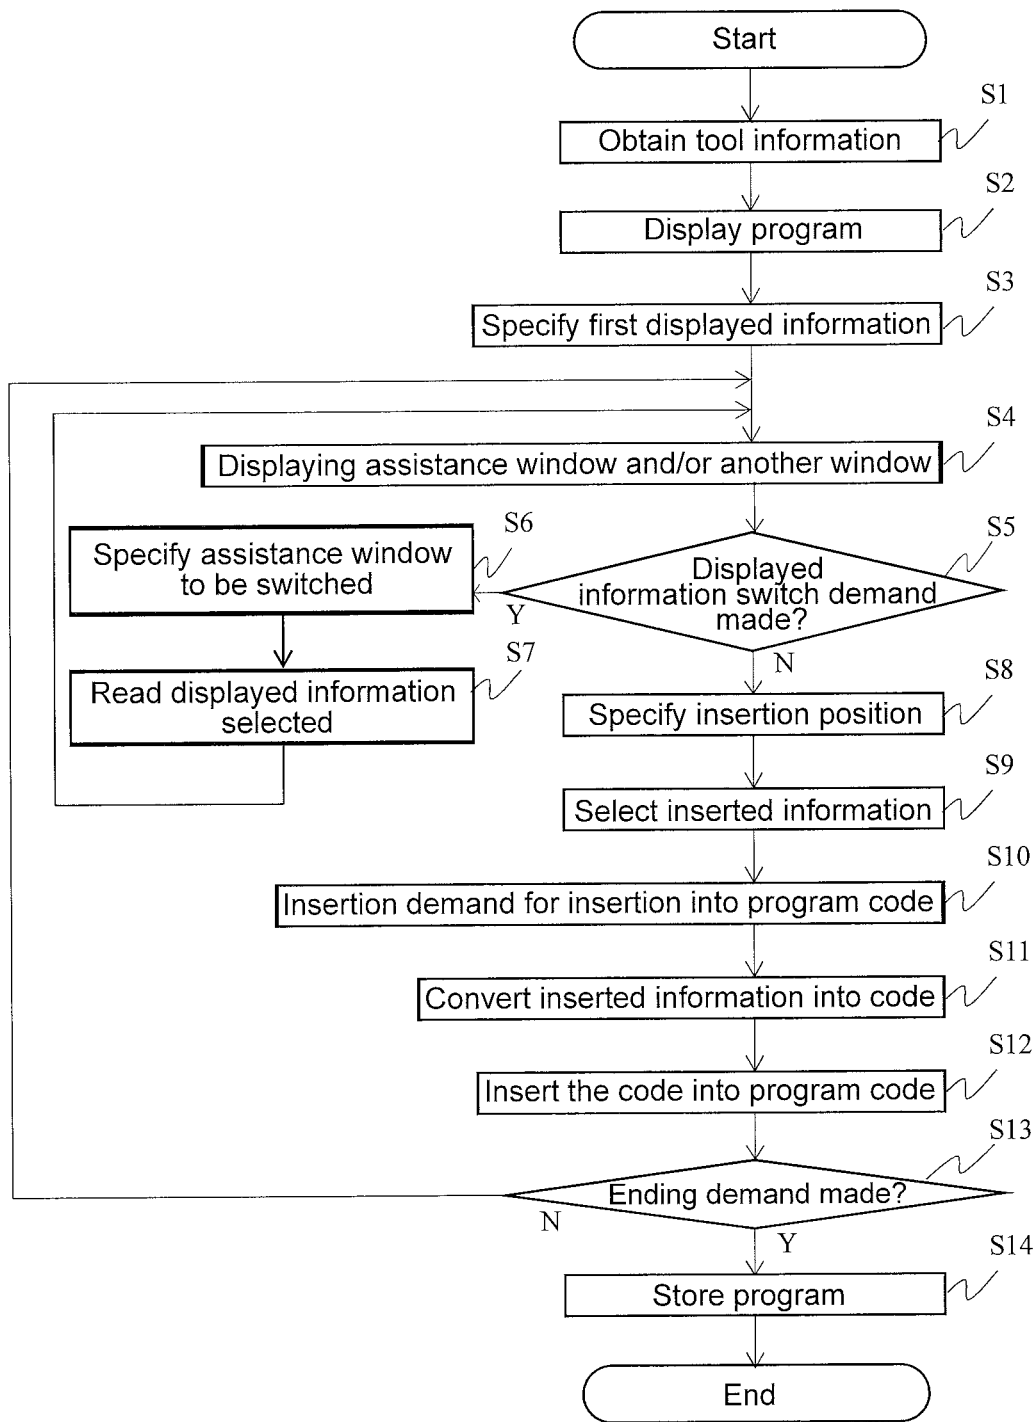 Start
S1
Obtain tool information
S2
Display program
S3
Specify first displayed information
S4
Displaying assistance window and/or another window
S5
Displayed
information switch demand
made?
Y
N
S6
Specify assistance window
to be switched
S7
Read displayed information
selected
S8
Specify insertion position
S9
Select inserted information
S10
Insertion demand for insertion into program code
S11
Convert inserted information into code
S12
Insert the code into program code
S13
Ending demand made?
N
Y
S14
Store program
End